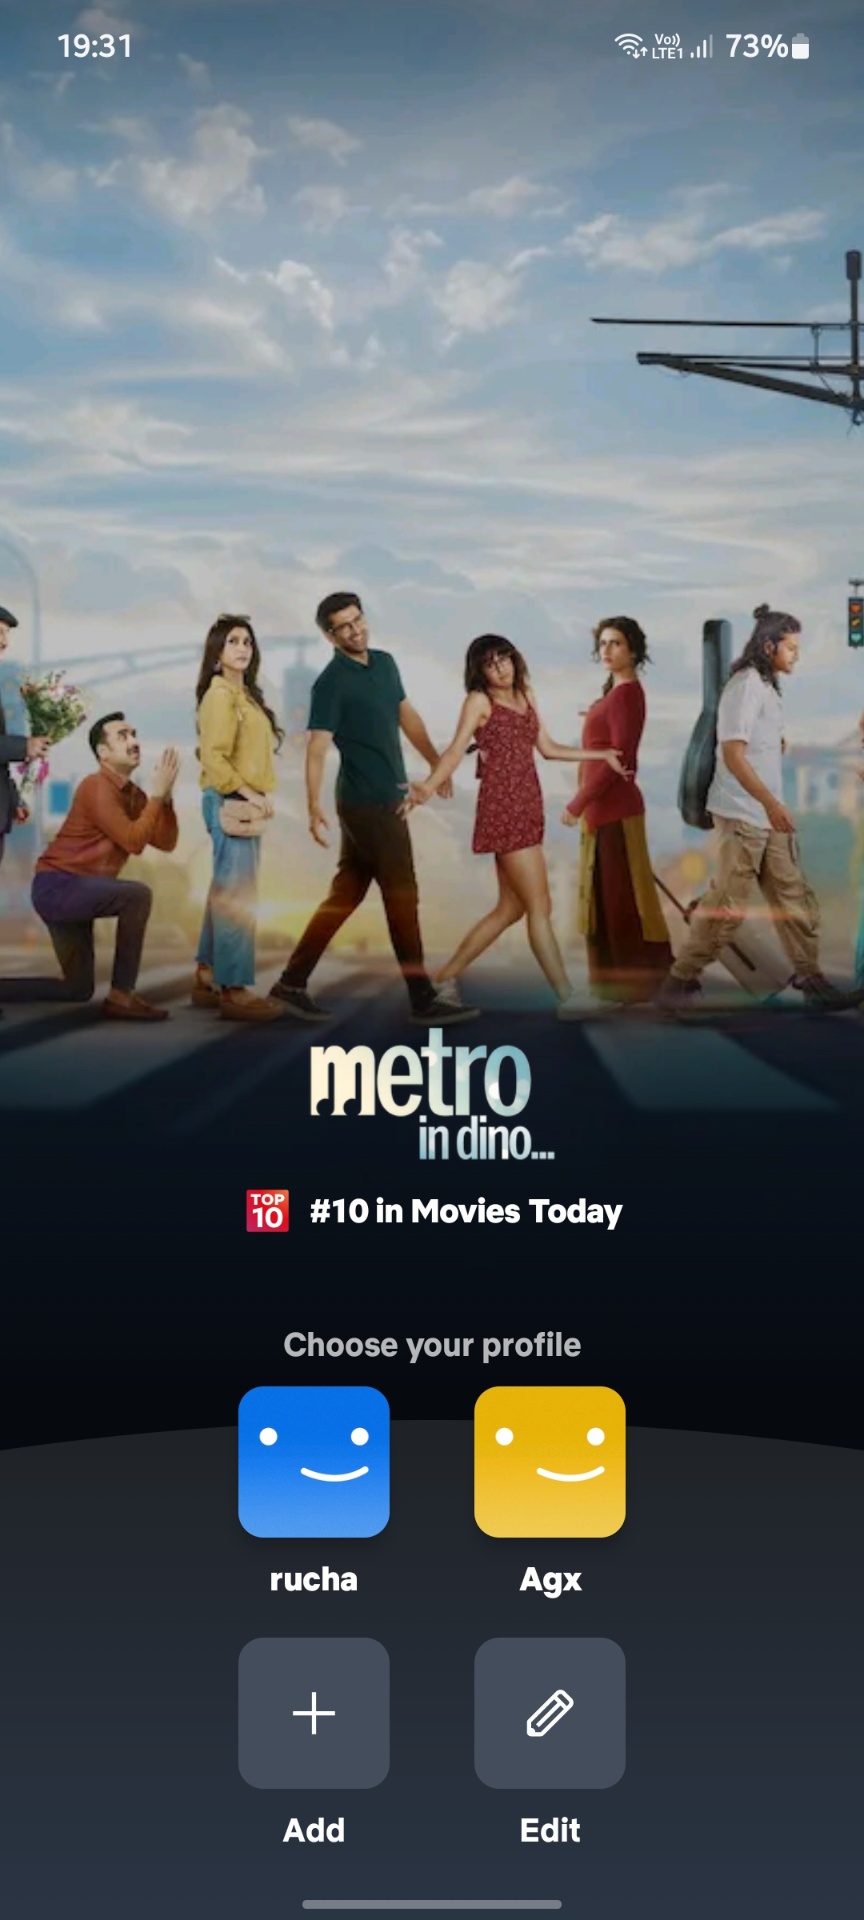 19:31
Vo))
LTE1
73%
metro
in dino...
TOP
10
#10 in Movies Today
Choose your profile
rucha
Agx
Add
Edit